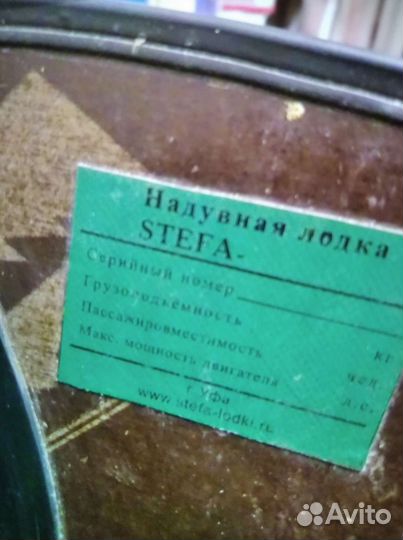 Надувная лодка
STEFA-
Серийный номер
Грузоподъемность кг
Пассажировместимость чел.
Макс. мощность двигателя л.с.
г. Уфа
www.stefa-lodki.ru
Avito